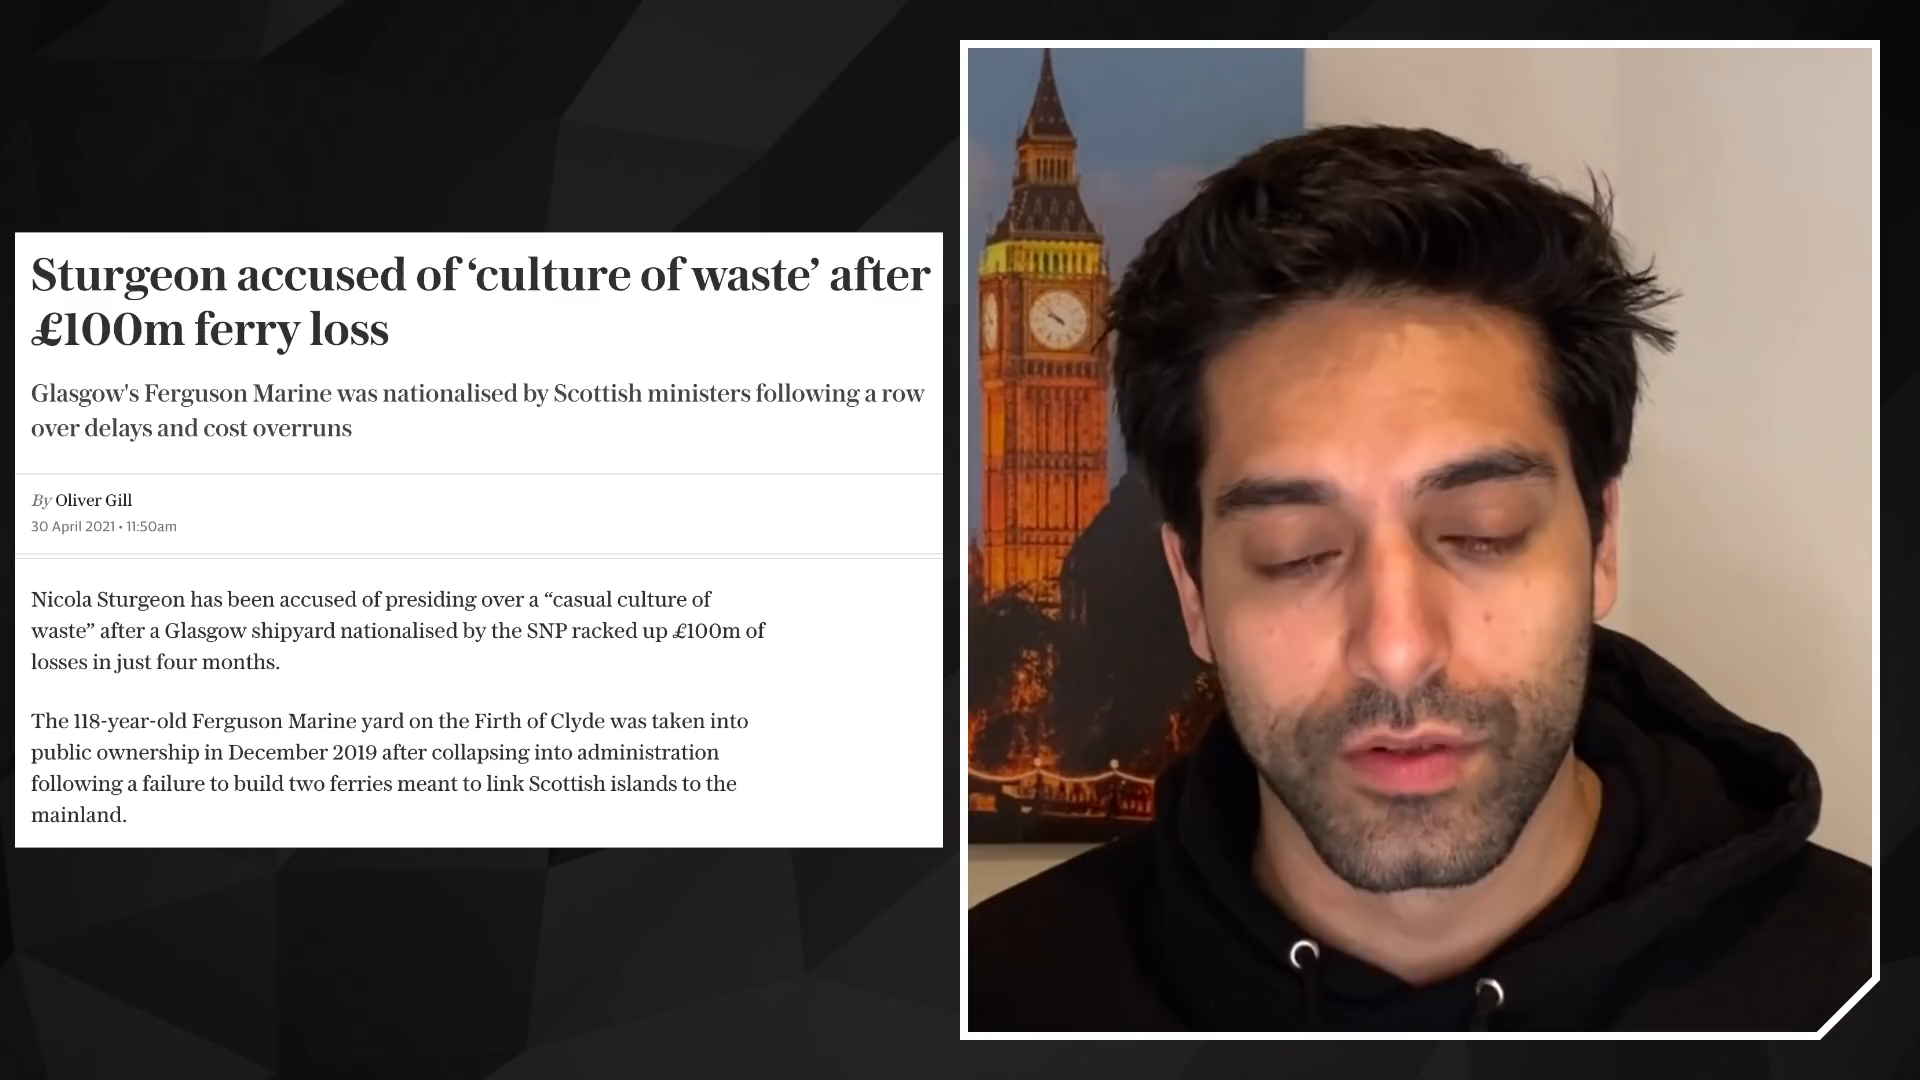 Sturgeon accused of ‘culture of waste’ after
£100m ferry loss
Glasgow's Ferguson Marine was nationalised by Scottish ministers following a row
over delays and cost overruns
By Oliver Gill
30 April 2021 • 11:50am
Nicola Sturgeon has been accused of presiding over a “casual culture of
waste” after a Glasgow shipyard nationalised by the SNP racked up £100m of
losses in just four months.
The 118-year-old Ferguson Marine yard on the Firth of Clyde was taken into
public ownership in December 2019 after collapsing into administration
following a failure to build two ferries meant to link Scottish islands to the
mainland.